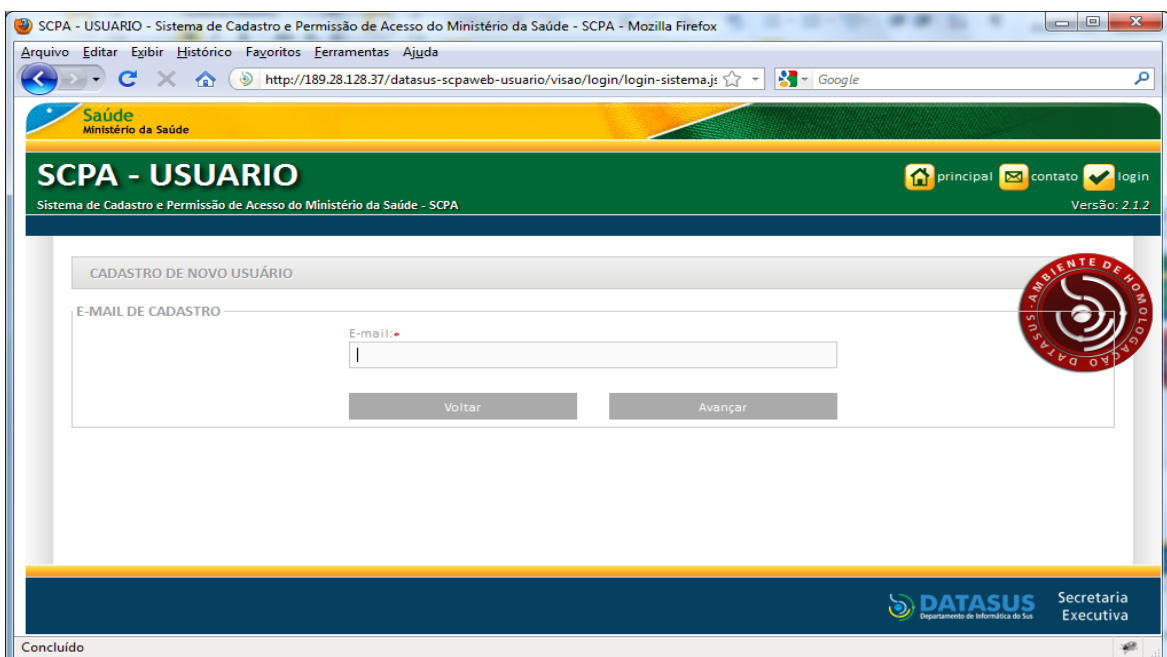 SCPA - USUARIO - Sistema de Cadastro e Permissão de Acesso do Ministério da Saúde - SCPA - Mozilla Firefox
Arquivo Editar Exibir Histórico Favoritos Ferramentas Ajuda
http://189.28.128.37/datasus-scpaweb-usuario/visao/login/login-sistema.js Google
Saúde
Ministério da Saúde
SCPA - USUARIO
principal contato login
Sistema de Cadastro e Permissão de Acesso do Ministério da Saúde - SCPA
Versão: 2.1.2
CADASTRO DE NOVO USUÁRIO
AMBIENTE DE HOMOLOGAÇÃO DATASUS -
E-MAIL DE CADASTRO
E-mail:
Voltar Avançar
DATASUS
Departamento de Informática do Sus
Secretaria
Executiva
Concluído